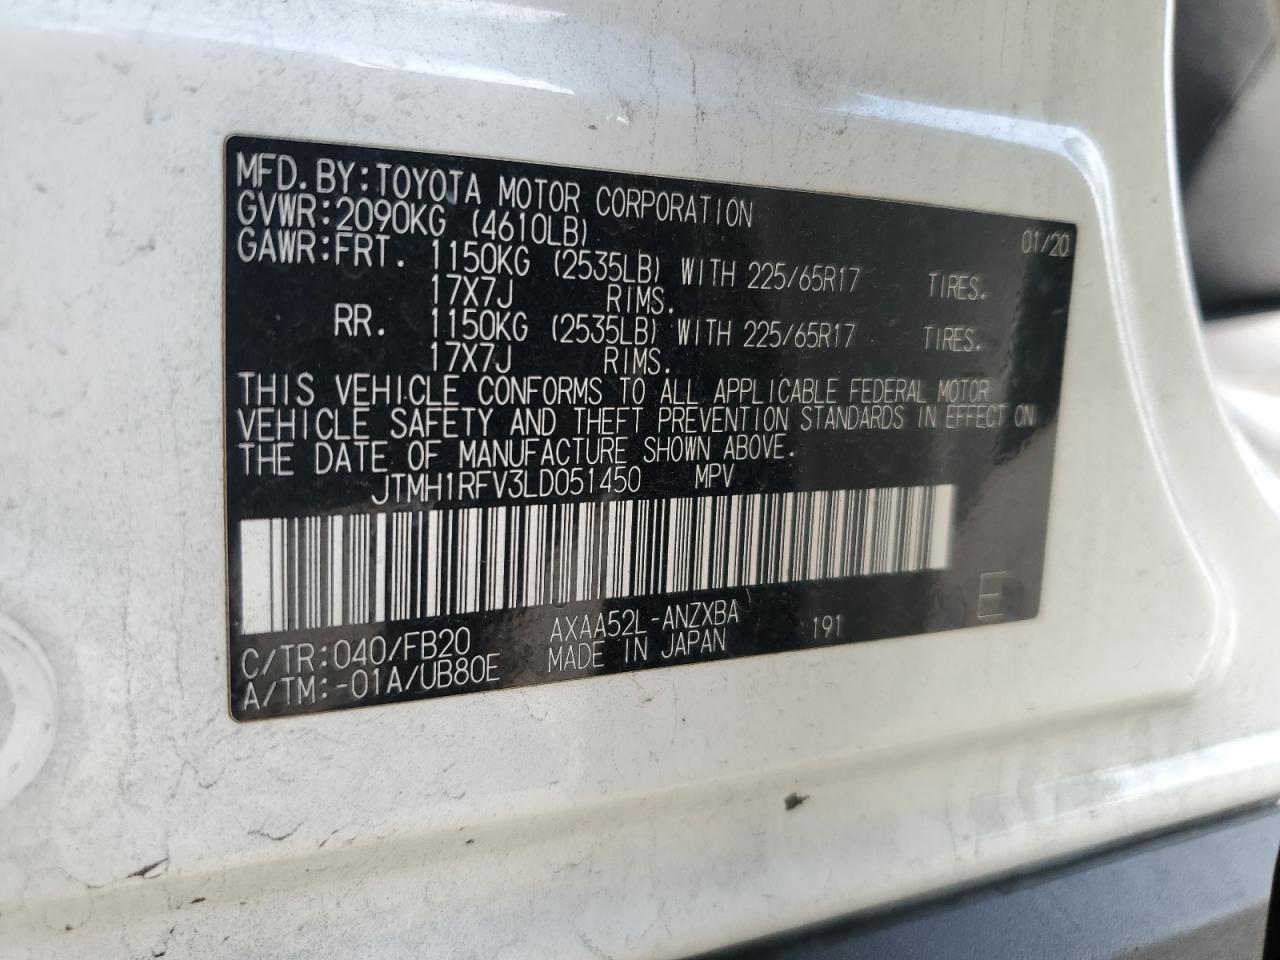 MFD.BY:TOYOTA MOTOR CORPORATION 01/20
GVWR:2090KG (4610LB)
GAWR:FRT. 1150KG (2535LB) WITH 225/65R17 TIRES.
17X7J RIMS.
RR. 1150KG (2535LB) WITH 225/65R17 TIRES.
17X7J RIMS.
THIS VEHICLE CONFORMS TO ALL APPLICABLE FEDERAL MOTOR
VEHICLE SAFETY AND THEFT PREVENTION STANDARDS IN EFFECT ON
THE DATE OF MANUFACTURE SHOWN ABOVE.
JTMH1RFV3LD051450 MPV
C/TR:040/FB20 AXAA52L-ANZXBA 191 E
A/TM:-01A/UB80E MADE IN JAPAN